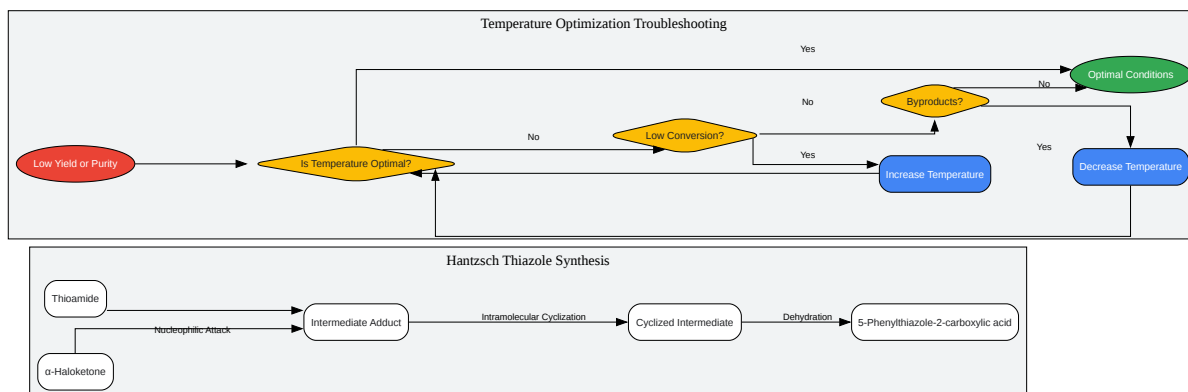 Temperature Optimization Troubleshooting
Yes
Optimal Conditions
No
Byproducts?
No
No
Low Conversion?
Low Yield or Purity
Is Temperature Optimal?
Yes
Yes
Increase Temperature
Decrease Temperature
Hantzsch Thiazole Synthesis
Thioamide
Nucleophilic Attack
Intermediate Adduct
Intramolecular Cyclization
Cyclized Intermediate
Dehydration
5-Phenylthiazole-2-carboxylic acid
α-Haloketone